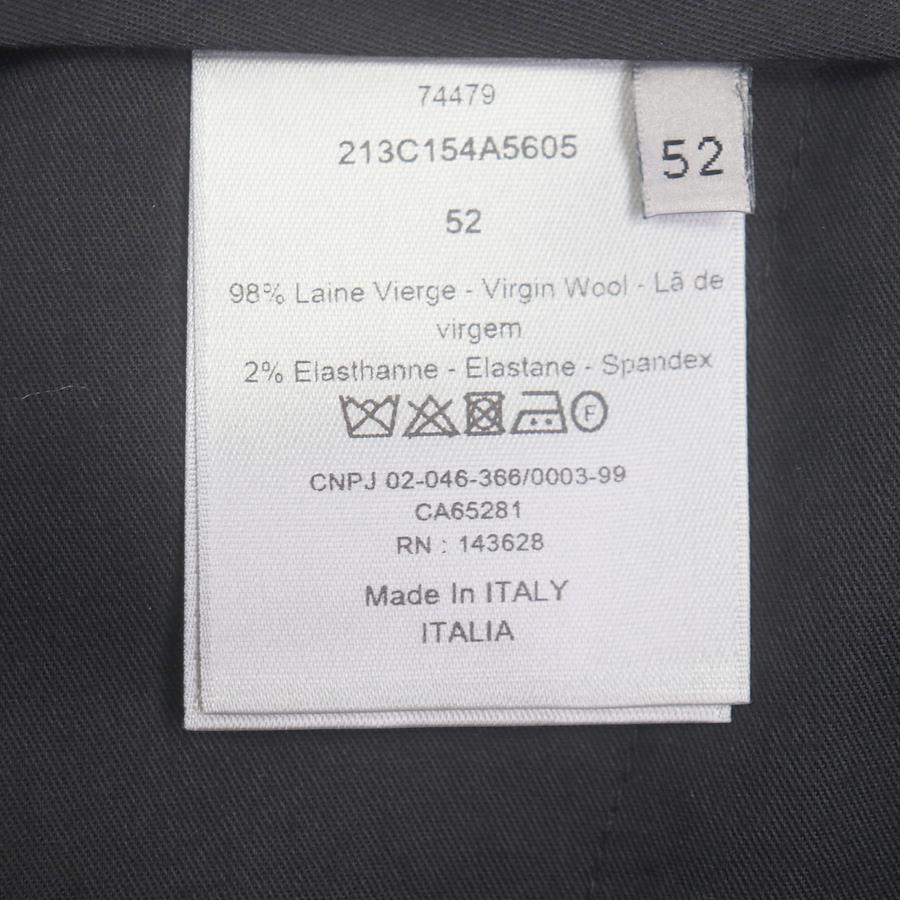 74479
213C154A5605
52
52
98% Laine Vierge - Virgin Wool - Lã de
virgem
2% Elasthanne - Elastane - Spandex
F
CNPJ 02-046-366/0003-99
CA65281
RN : 143628
Made In ITALY
ITALIA